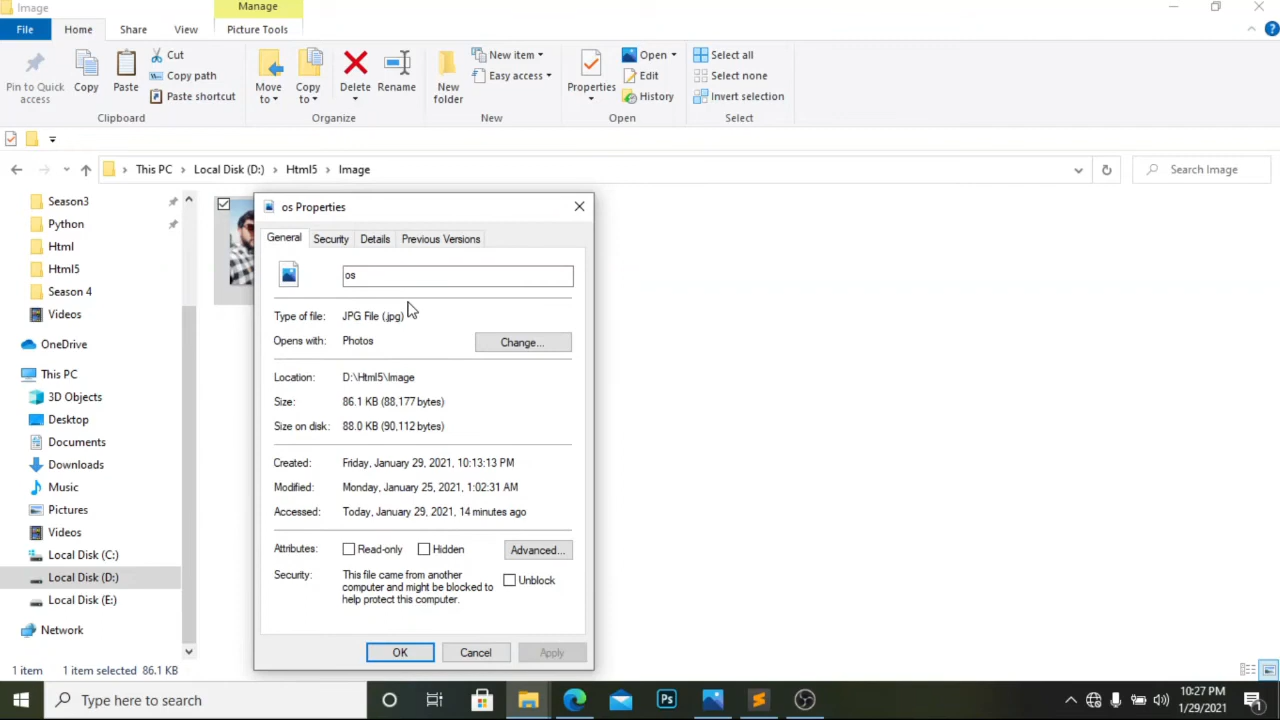 Image
Manage
File
Home
Share
View
Picture Tools
Pin to Quick access
Copy
Paste
Cut
Copy path
Paste shortcut
Clipboard
Move to
Copy to
Delete
Rename
Organize
New folder
New item
Easy access
New
Properties
Open
Edit
History
Open
Select all
Select none
Invert selection
Select
This PC > Local Disk (D:) > Html5 > Image
Search Image
Season3
Python
Html
Html5
Season 4
Videos
OneDrive
This PC
3D Objects
Desktop
Documents
Downloads
Music
Pictures
Videos
Local Disk (C:)
Local Disk (D:)
Local Disk (E:)
Network
1 item
1 item selected 86.1 KB
os Properties
General
Security
Details
Previous Versions
os
Type of file: JPG File (.jpg)
Opens with: Photos
Change...
Location: D:\Html5\Image
Size: 86.1 KB (88,177 bytes)
Size on disk: 88.0 KB (90,112 bytes)
Created: Friday, January 29, 2021, 10:13:13 PM
Modified: Monday, January 25, 2021, 1:02:31 AM
Accessed: Today, January 29, 2021, 14 minutes ago
Attributes: Read-only Hidden Advanced...
Security: This file came from another
computer and might be blocked to
help protect this computer.
Unblock
OK
Cancel
Apply
Type here to search
Ps
10:27 PM
1/29/2021
1